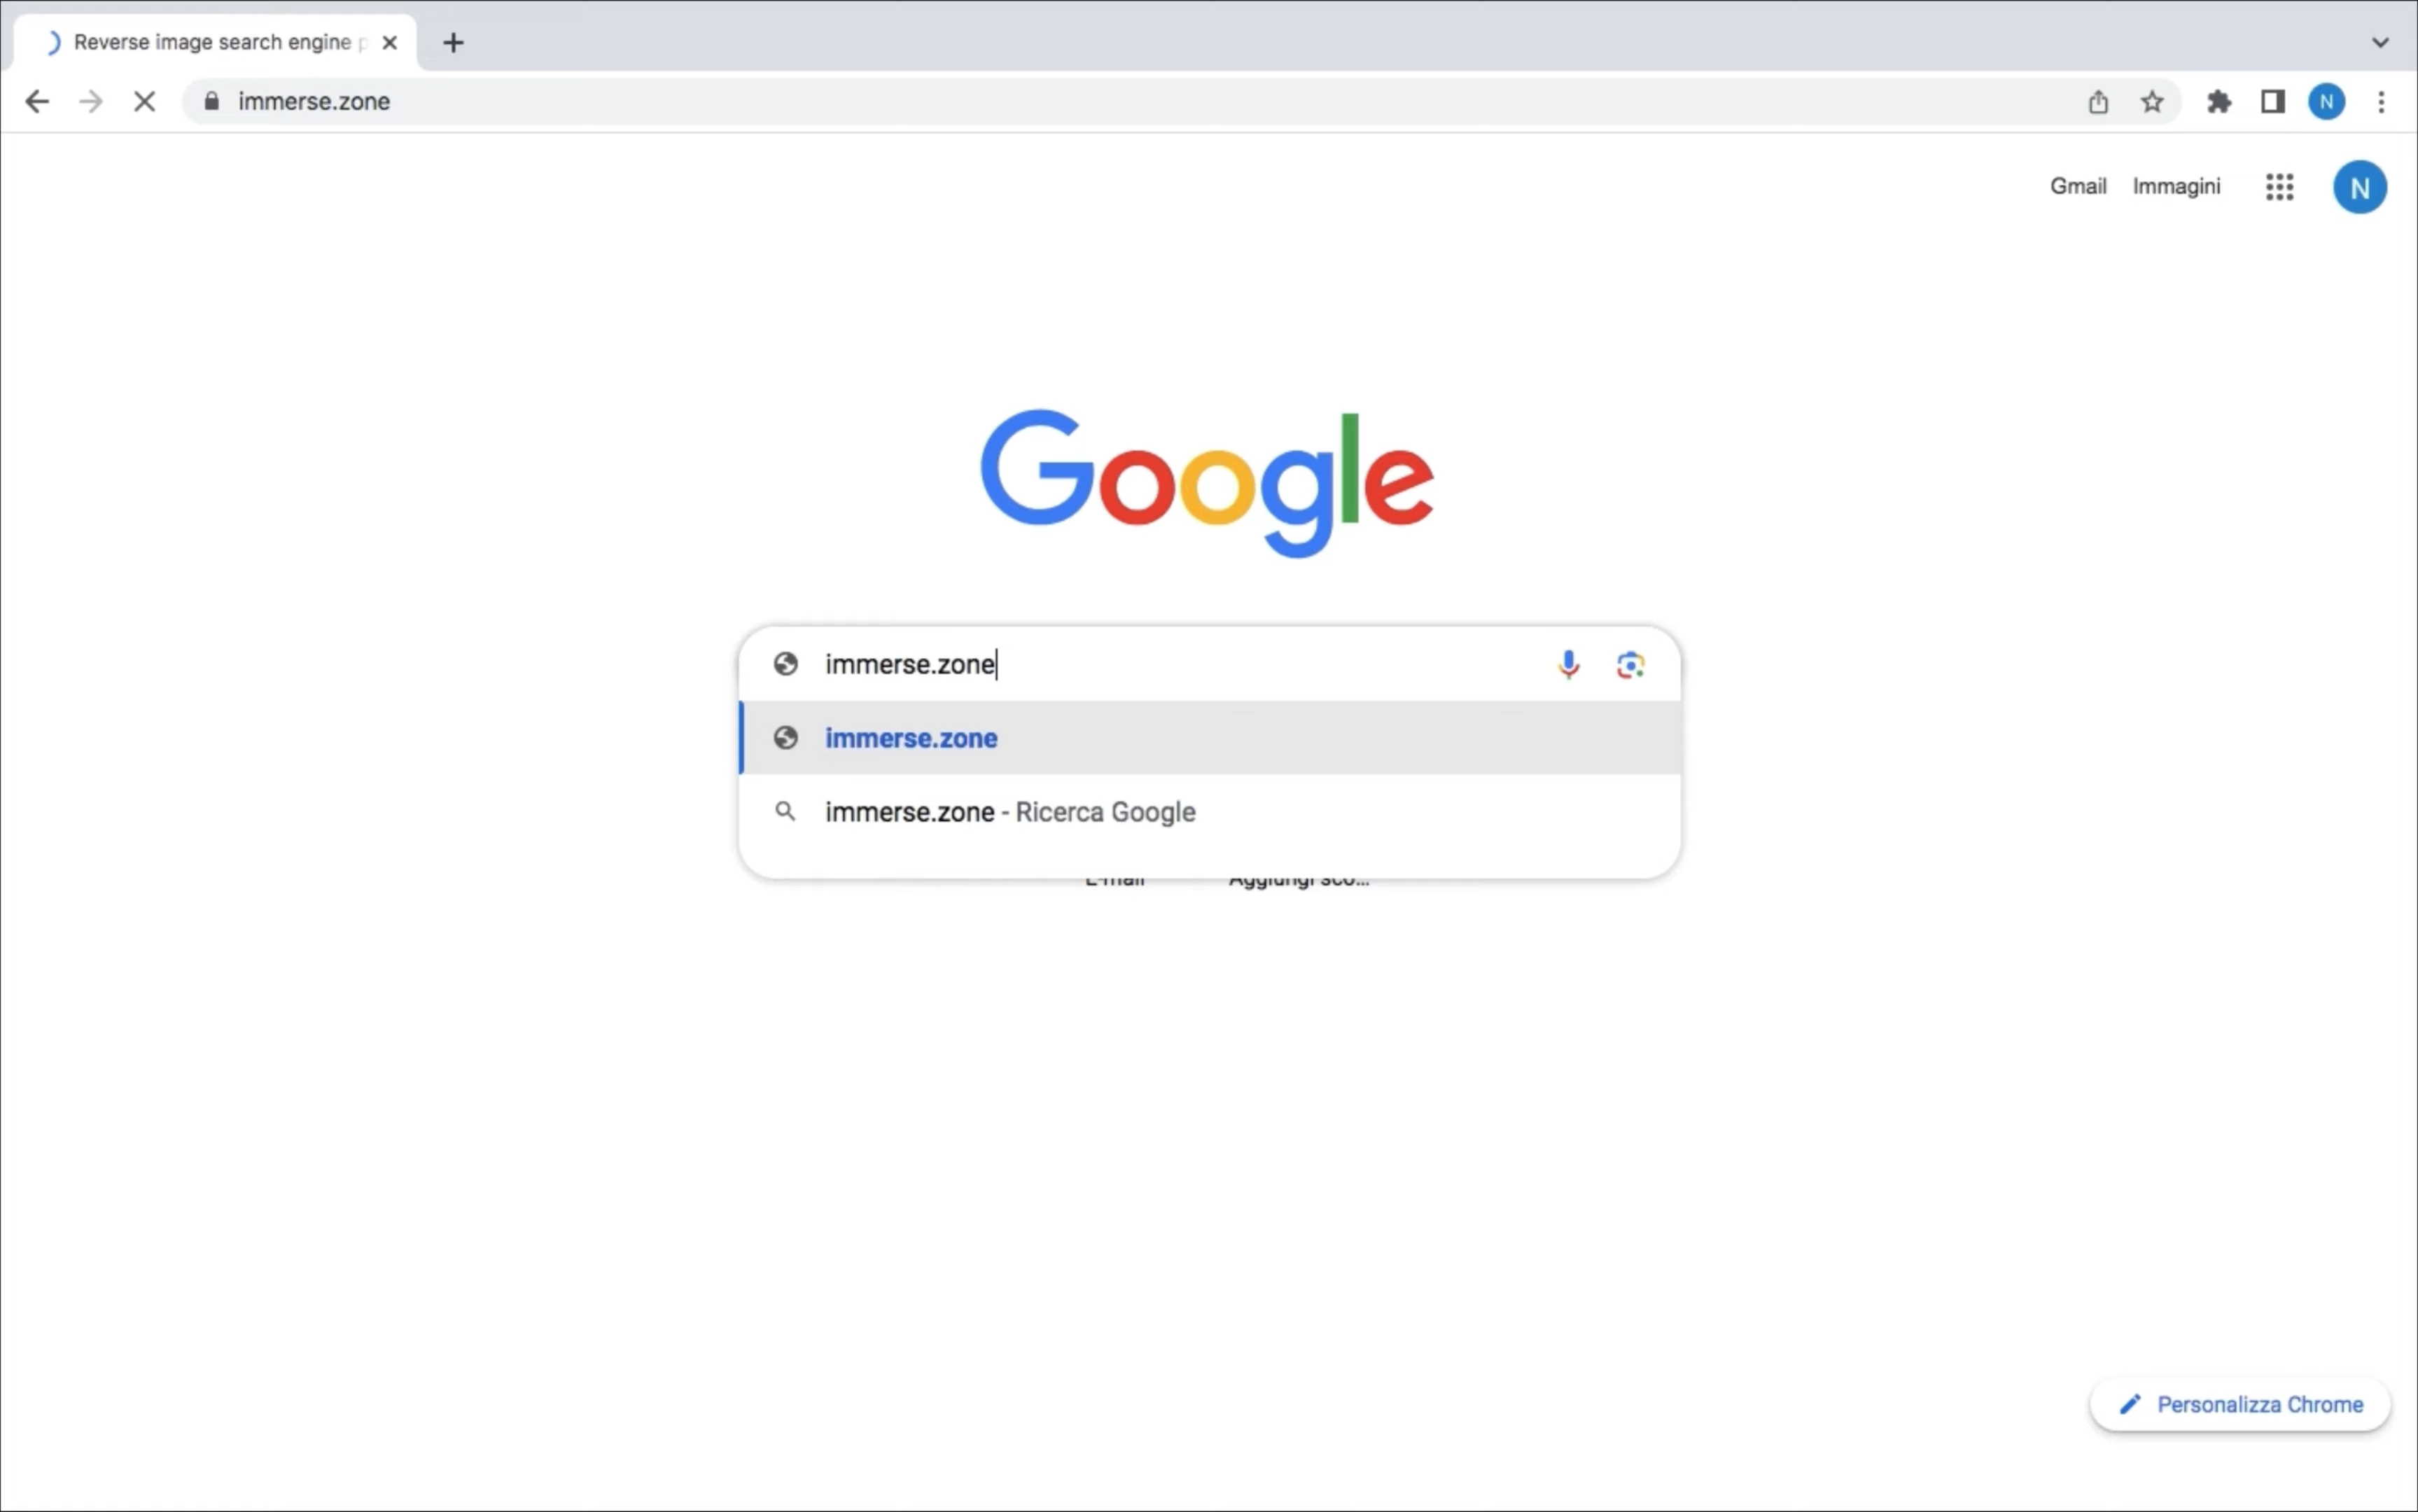 Reverse image search engine
immerse.zone
N
Gmail Immagini
N
Google
immerse.zone
immerse.zone
immerse.zone - Ricerca Google
E-mail Aggiungi sco...
Personalizza Chrome